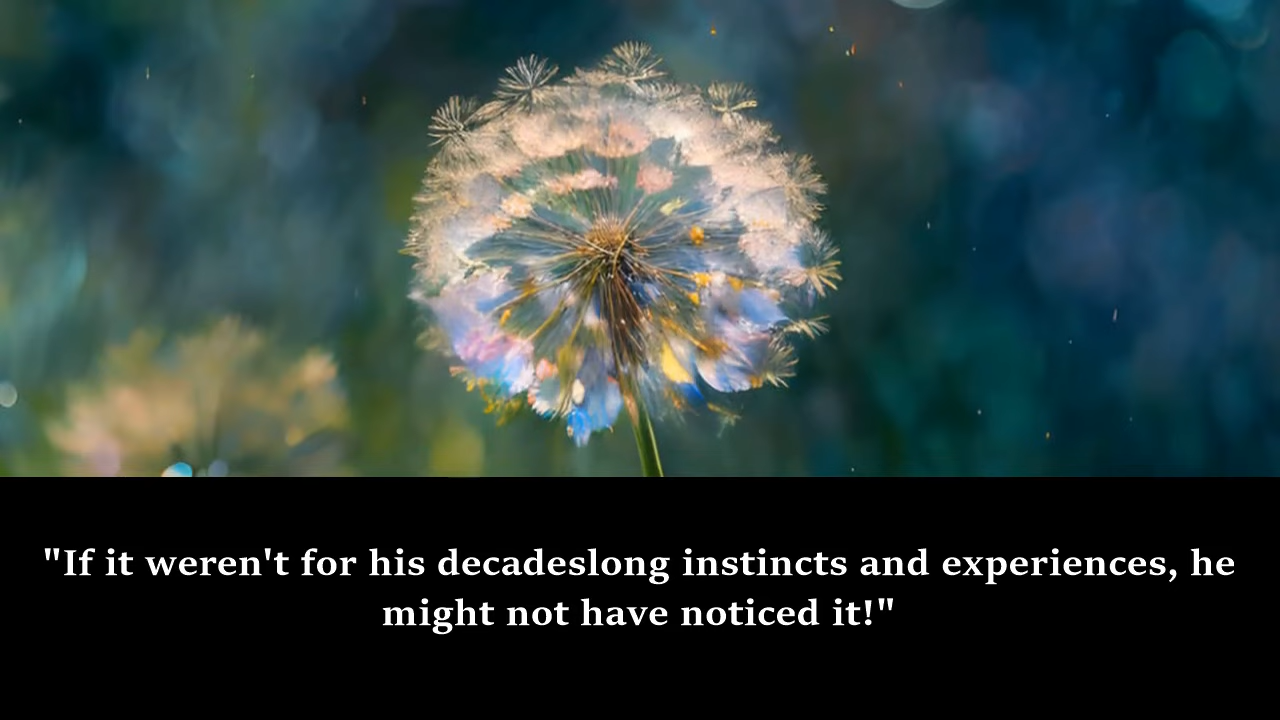 "If it weren't for his decadeslong instincts and experiences, he
might not have noticed it!"